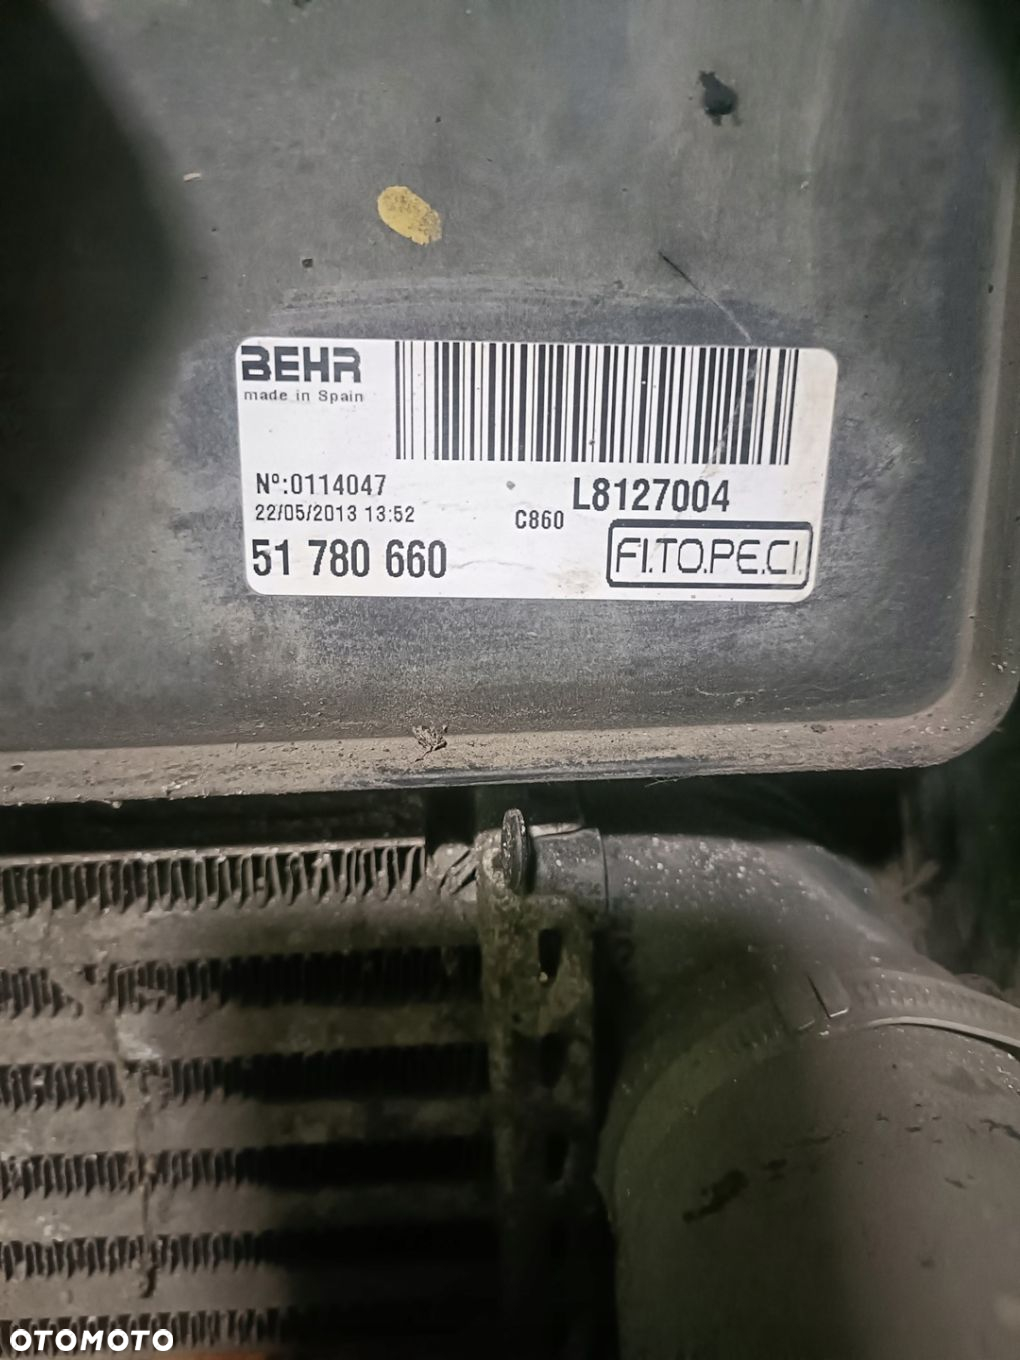 BEHR
made in Spain
Nº:0114047
L8127004
22/05/2013 13:52
C860
51 780 660
FI.TO.PE.CI.
OTOMOTO